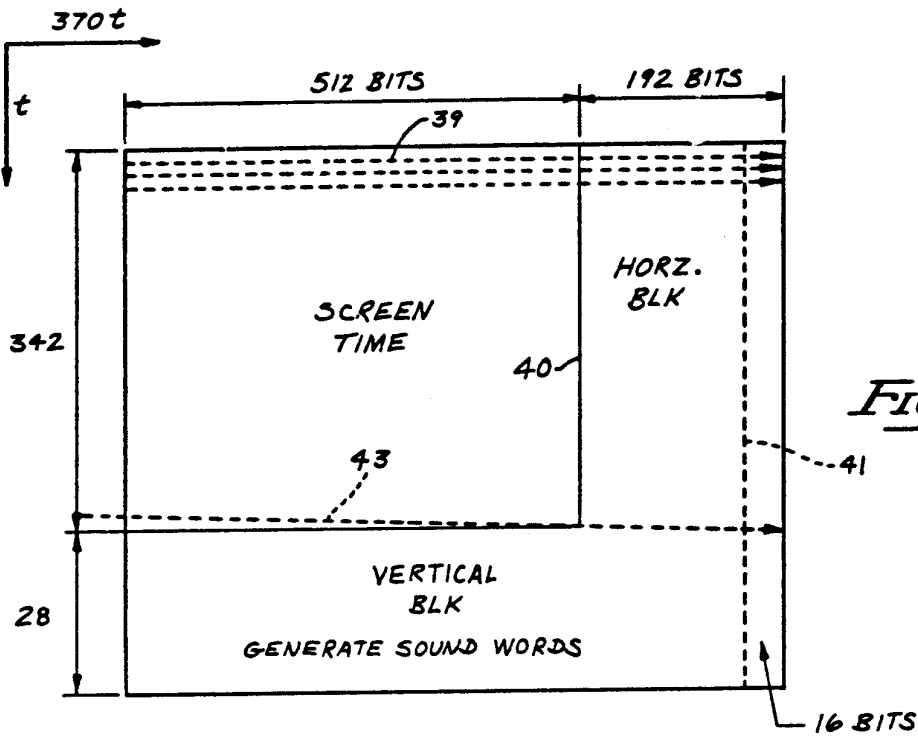 370t
t
512 BITS
192 BITS
39
HORZ.
BLK
SCREEN
TIME
342
40
43
41
VERTICAL
BLK
28
GENERATE SOUND WORDS
16 BITS